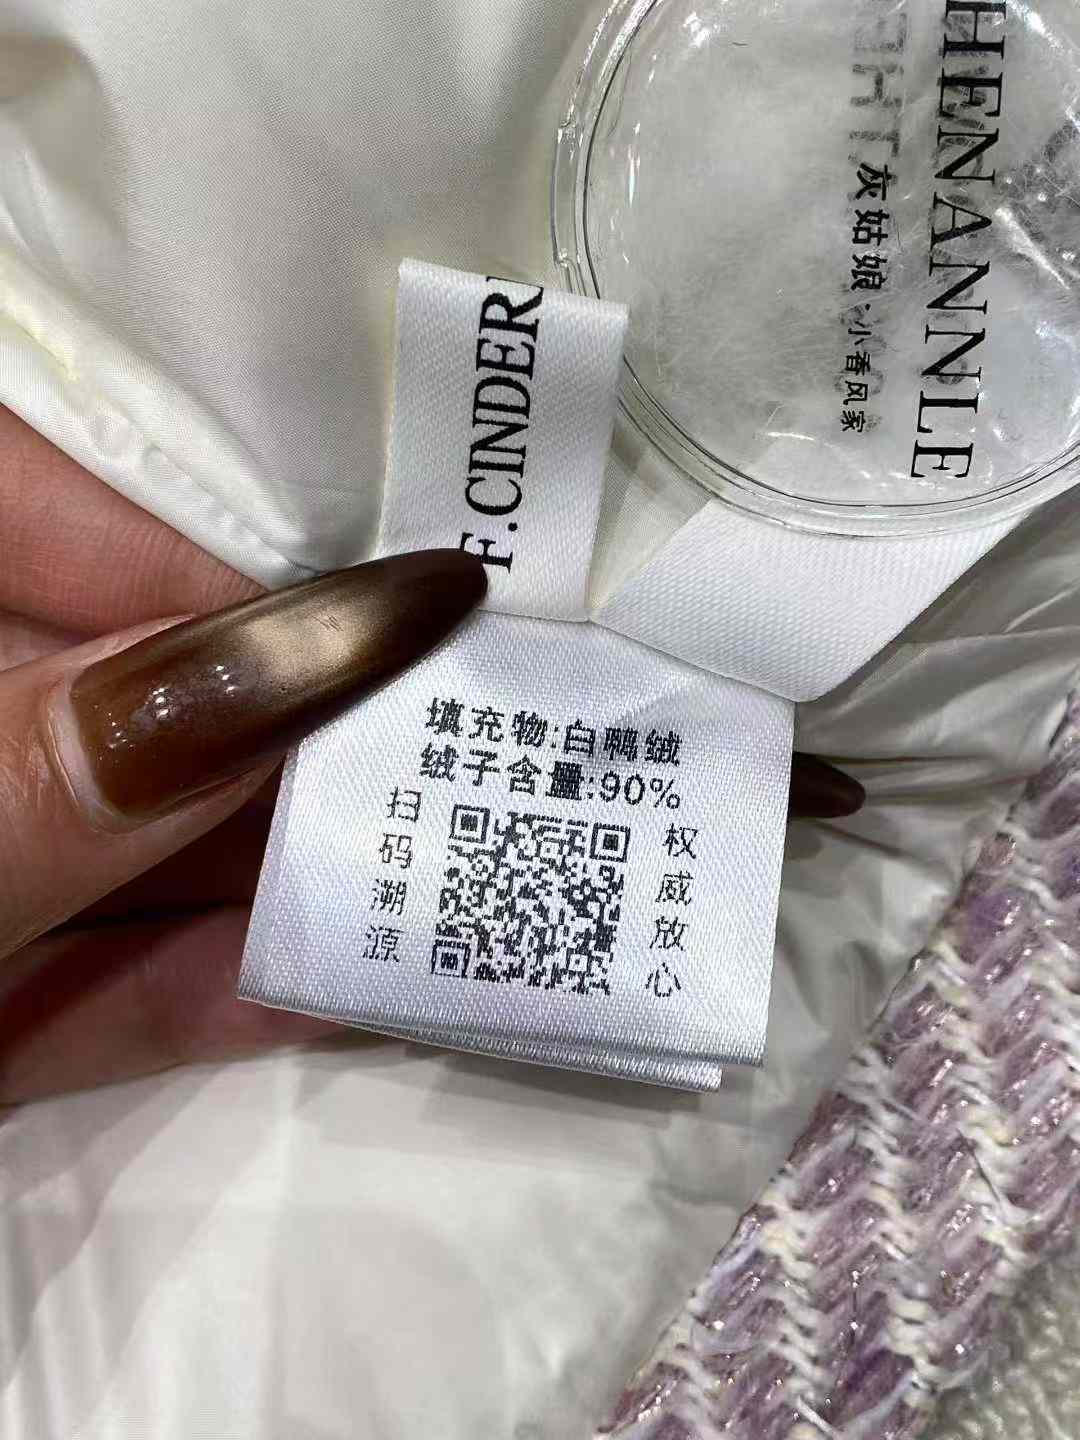 HENANNLE
灰姑娘·小香风家
F.CINDER
填充物:白鸭绒
绒子含量:90%
扫码溯源
权威放心